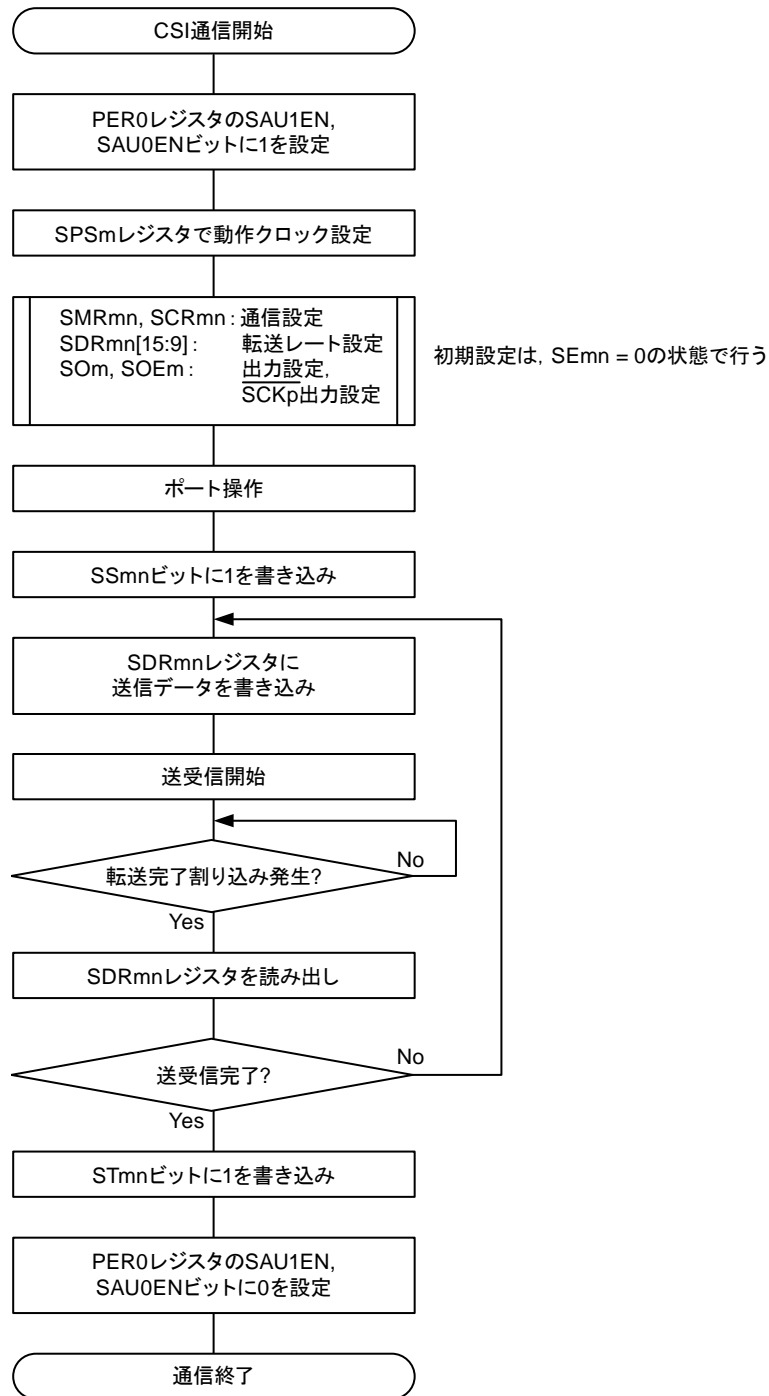 CSI通信開始
PER0レジスタのSAU1EN,
SAU0ENビットに1を設定
SPSmレジスタで動作クロック設定
SMRmn, SCRmn : 通信設定
SDRmn[15:9] : 転送レート設定
SOm, SOEm : 出力設定,
SCKp出力設定
初期設定は, SEmn = 0の状態で行う
ポート操作
SSmnビットに1を書き込み
SDRmnレジスタに
送信データを書き込み
送受信開始
転送完了割り込み発生?
No
Yes
SDRmnレジスタを読み出し
送受信完了?
No
Yes
STmnビットに1を書き込み
PER0レジスタのSAU1EN,
SAU0ENビットに0を設定
通信終了